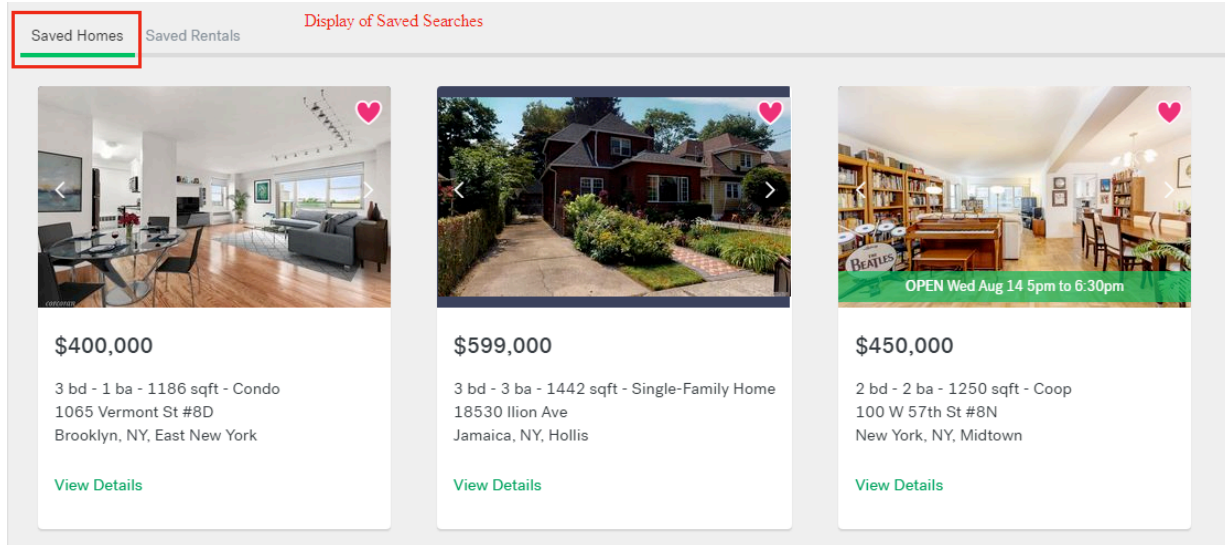 Display of Saved Searches
Saved Homes
Saved Rentals
corcoran
THE
BEATLES
OPEN Wed Aug 14 5pm to 6:30pm
$400,000
3 bd - 1 ba - 1186 sqft - Condo
1065 Vermont St #8D
Brooklyn, NY, East New York
View Details
$599,000
3 bd - 3 ba - 1442 sqft - Single-Family Home
18530 Ilion Ave
Jamaica, NY, Hollis
View Details
$450,000
2 bd - 2 ba - 1250 sqft - Coop
100 W 57th St #8N
New York, NY, Midtown
View Details